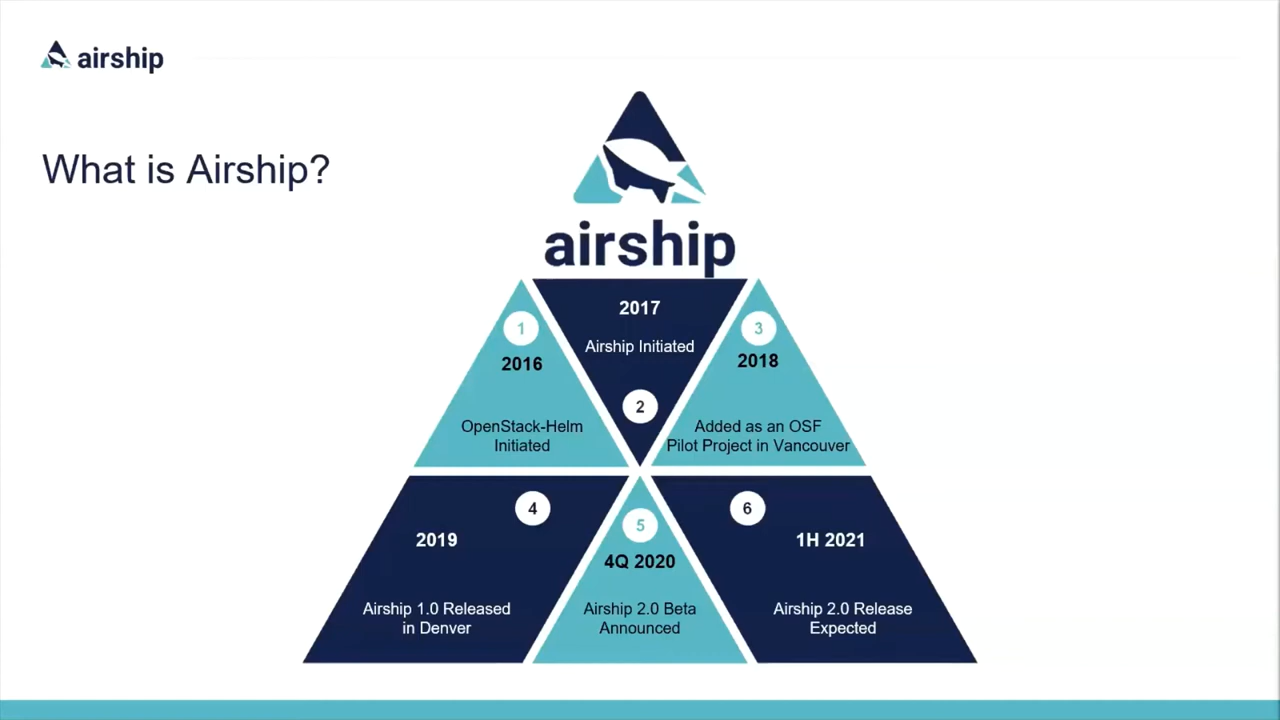 airship
What is Airship?
airship
1
2016
OpenStack-Helm
Initiated
2017
Airship Initiated
2
3
2018
Added as an OSF
Pilot Project in Vancouver
4
2019
Airship 1.0 Released
in Denver
5
4Q 2020
Airship 2.0 Beta
Announced
6
1H 2021
Airship 2.0 Release
Expected